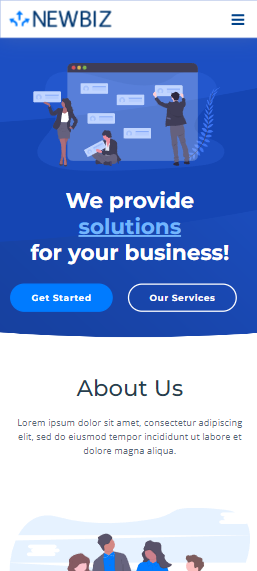 NEWBIZ
We provide
solutions
for your business!
Get Started
Our Services
About Us
Lorem ipsum dolor sit amet, consectetur adipiscing
elit, sed do eiusmod tempor incididunt ut labore et
dolore magna aliqua.